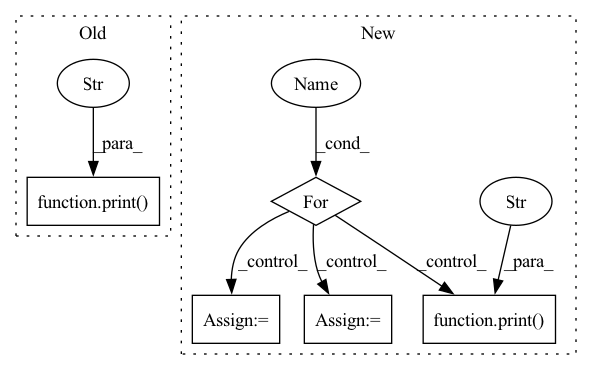 Old
New
Str
Name
_para_
_cond_
function.print()
For
Str
_control_
_control_
_control_
_para_
Assign:=
Assign:=
function.print()